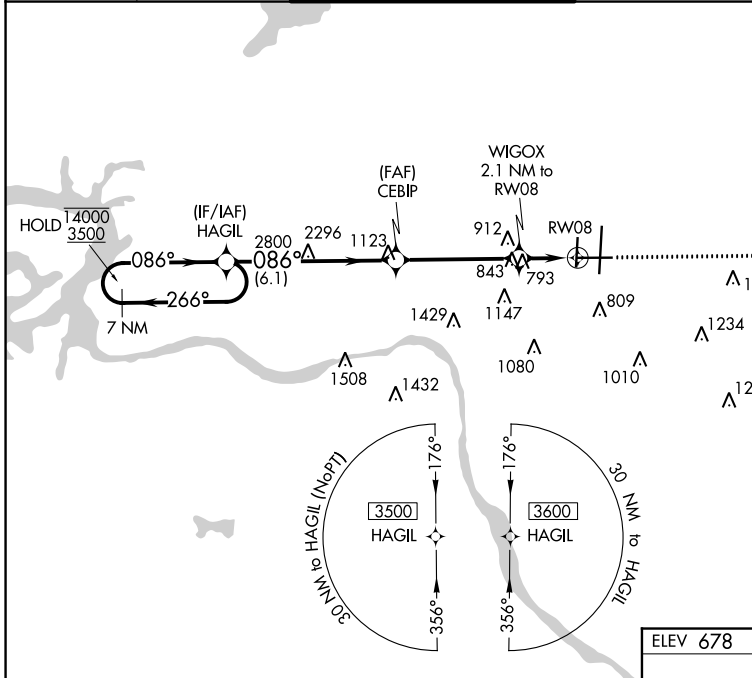 WIGOX
2.1 NM to
RW08
(FAF)
CEBIP
(IF/IAF)
HAGIL
HOLD 14000
3500
086°
266°
7 NM
2800
086°
(6.1)
2296
1123
912
843
793
RW08
1429
1147
809
1234
1508
1432
1080
1010
30 NM to HAGIL (NoPT)
176°
3500
HAGIL
356°
176°
3600
HAGIL
356°
30 NM to HAGIL
ELEV 678